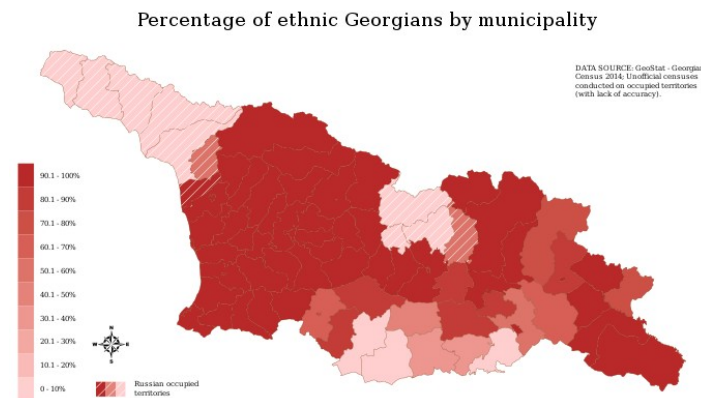 Percentage of ethnic Georgians by municipality
DATA SOURCE: GeoStat - Georgian
Census 2014; Unofficial censuses
conducted on occupied territories
(with lack of accuracy).
90.1 - 100%
80.1 - 90%
70.1 - 80%
60.1 - 70%
50.1 - 60%
40.1 - 50%
30.1 - 40%
20.1 - 30%
10.1 - 20%
0 - 10%
N
W
E
S
Russian occupied
territories